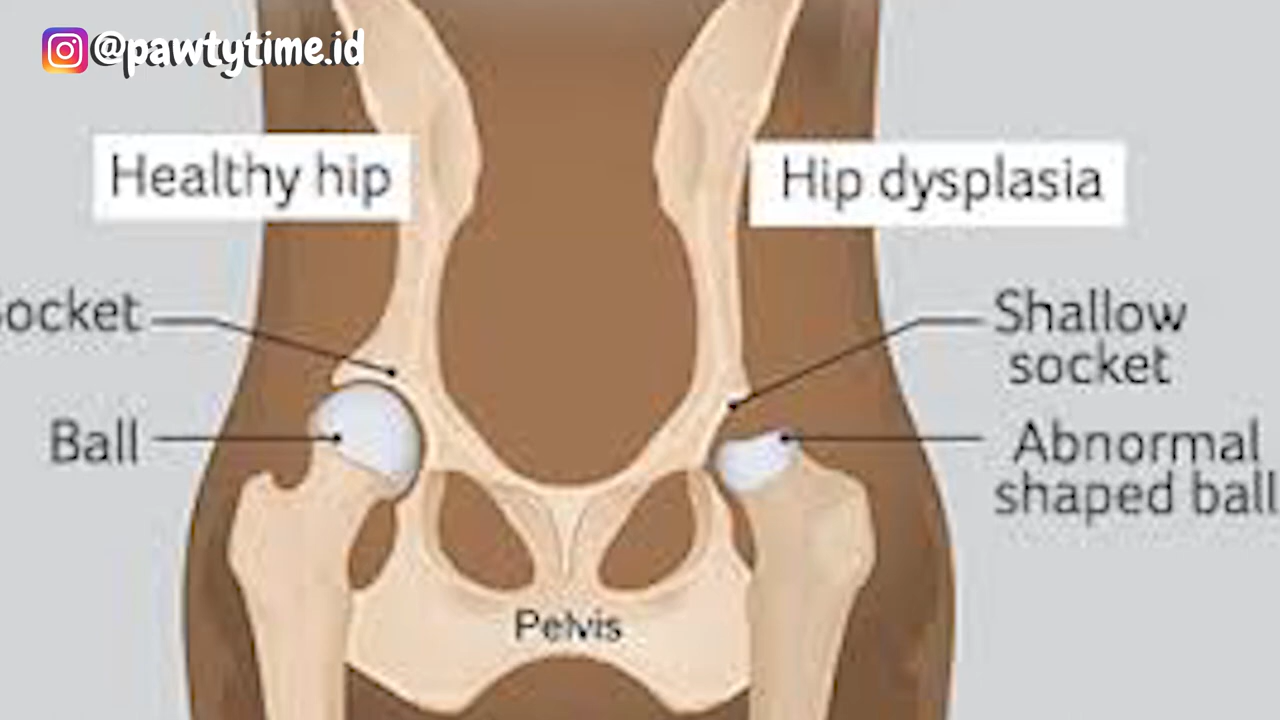 @pawtytime.id
Healthy hip
Hip dysplasia
ocket
Ball
Shallow
socket
Abnormal
shaped ball
Pelvis